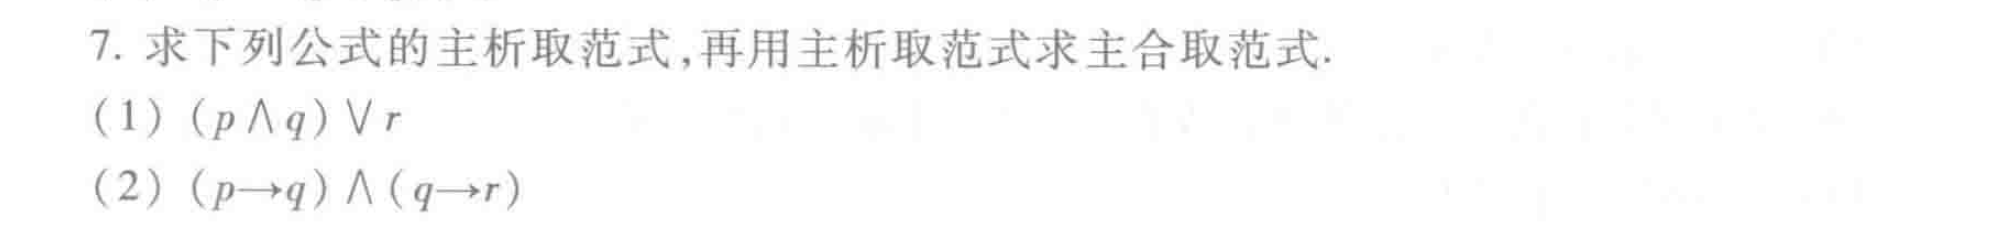 7. 求下列公式的主析取范式,再用主析取范式求主合取范式.
(1) (p∧q)∨r
(2) (p→q)∧(q→r)